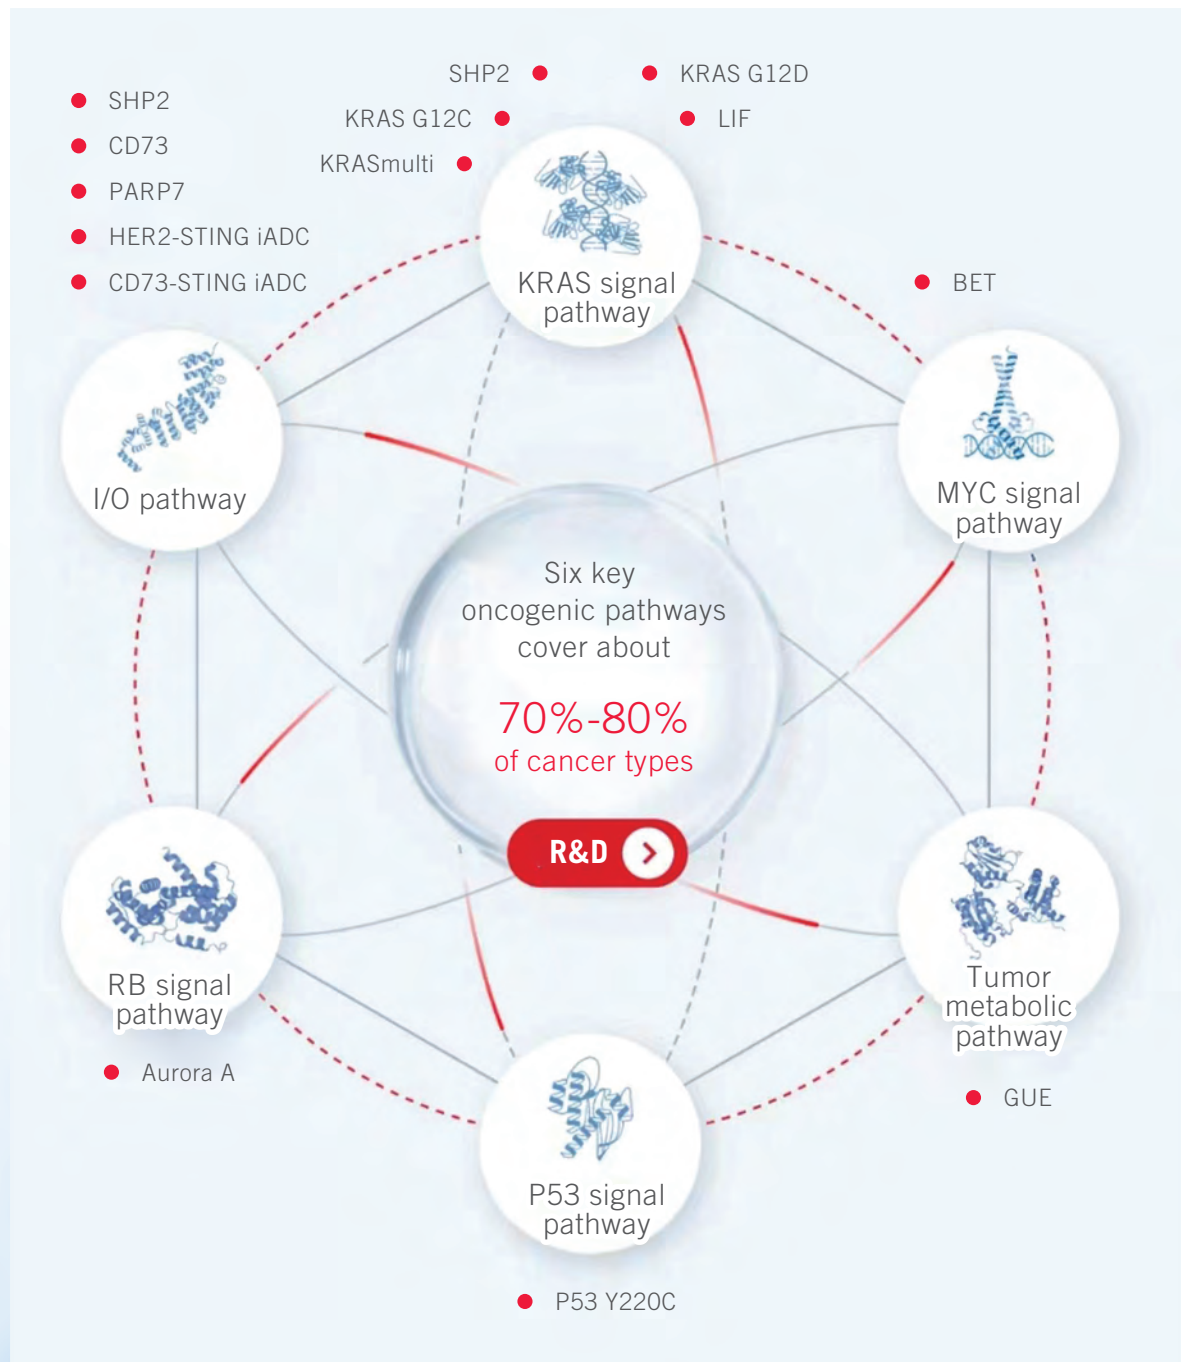 SHP2
KRAS G12D
SHP2
KRAS G12C
LIF
CD73
KRASmulti
PARP7
HER2-STING iADC
CD73-STING iADC
KRAS signal
pathway
BET
I/O pathway
MYC signal
pathway
Six key
oncogenic pathways
cover about
70%-80%
of cancer types
R&D
RB signal
pathway
Aurora A
Tumor
metabolic
pathway
GUE
P53 signal
pathway
P53 Y220C